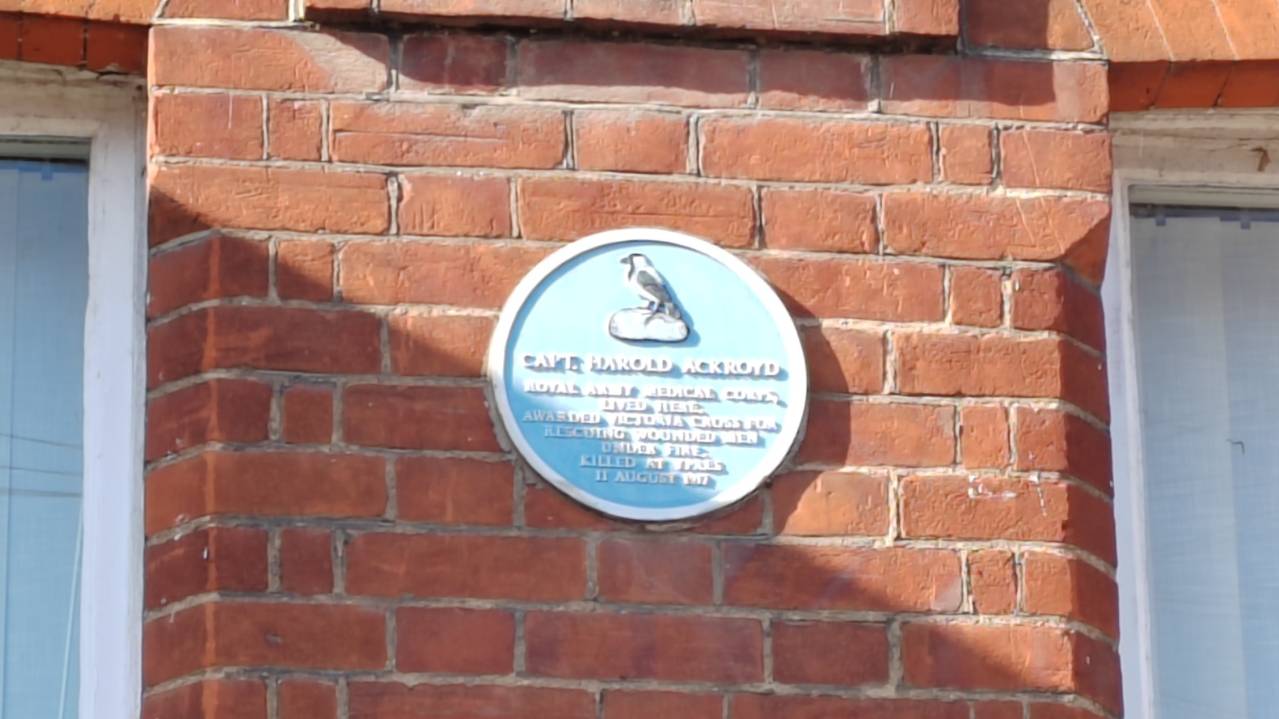 CAPT. HAROLD ACKROYD
ROYAL ARMY MEDICAL CORPS,
LIVED HERE.
AWARDED VICTORIA CROSS FOR
RESCUING WOUNDED MEN
UNDER FIRE.
KILLED AT YPRES
11 AUGUST 1917